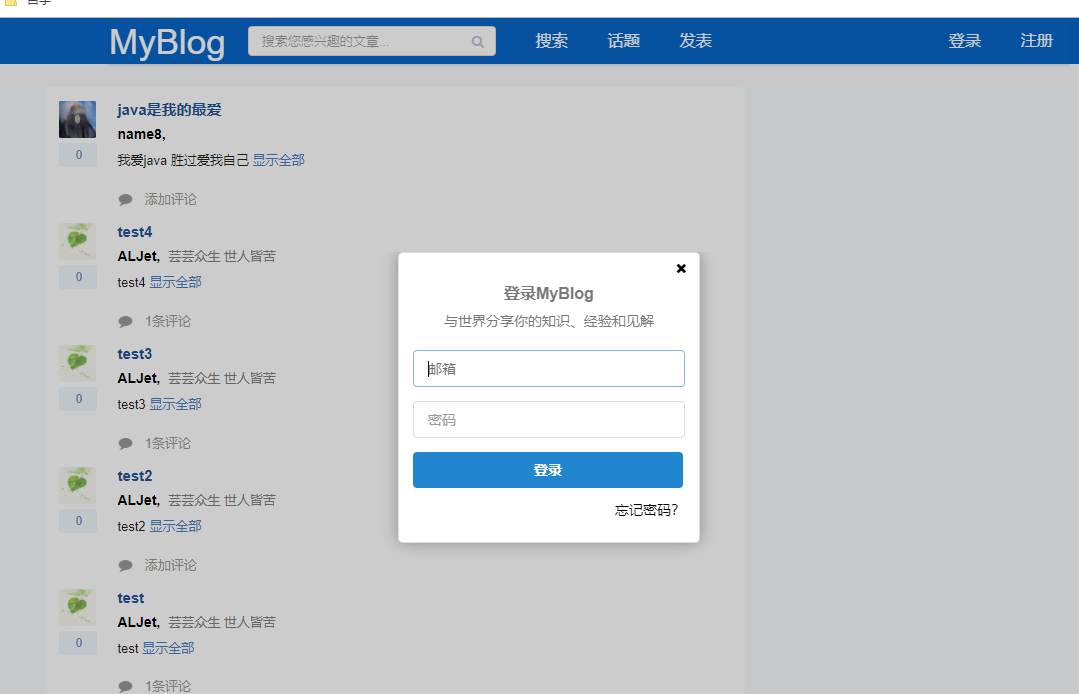 MyBlog 搜索您感兴趣的文章... 搜索 话题 发表 登录 注册
java是我的最爱
name8,
0
我爱java 胜过爱我自己 显示全部
添加评论
test4
ALJet, 芸芸众生 世人皆苦
0
test4 显示全部
1条评论
test3
ALJet, 芸芸众生 世人皆苦
0
test3 显示全部
1条评论
test2
ALJet, 芸芸众生 世人皆苦
0
test2 显示全部
添加评论
test
ALJet, 芸芸众生 世人皆苦
0
test 显示全部
1条评论
登录MyBlog
与世界分享你的知识、经验和见解
邮箱
密码
登录
忘记密码?